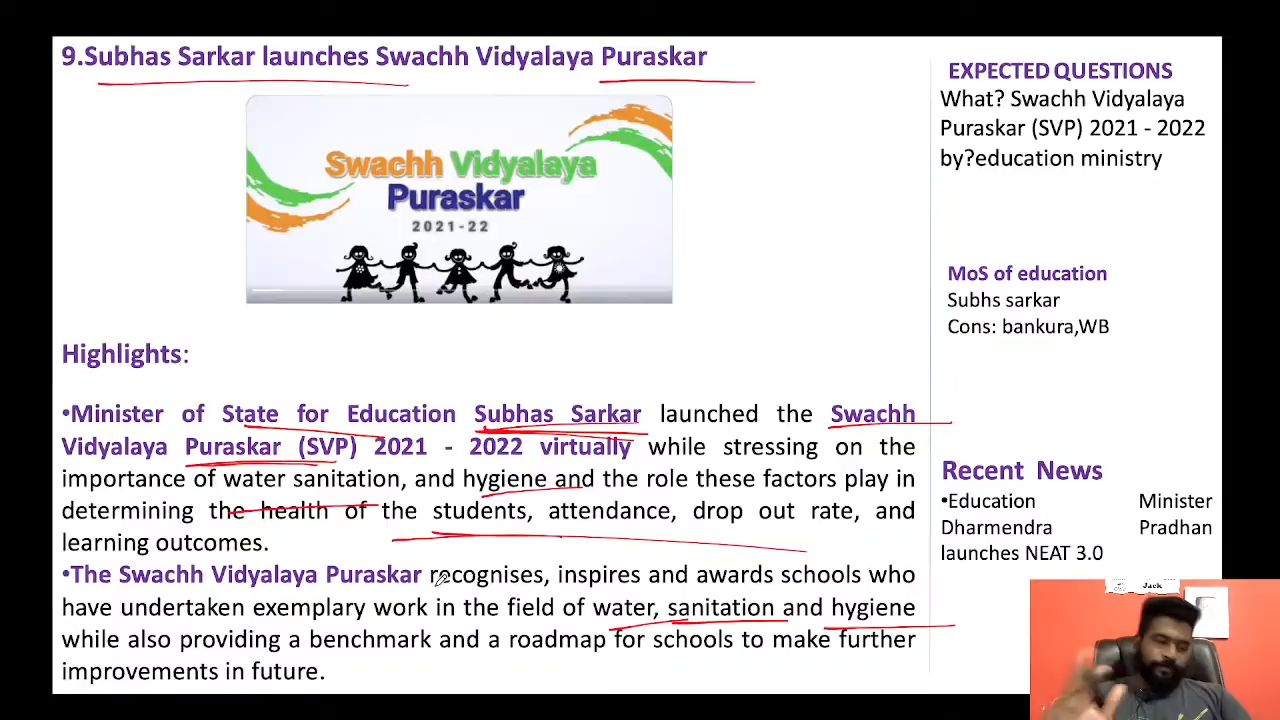 9.Subhas Sarkar launches Swachh Vidyalaya Puraskar
Swachh Vidyalaya
Puraskar
2021-22
Highlights:
•Minister of State for Education Subhas Sarkar launched the Swachh
Vidyalaya Puraskar (SVP) 2021 - 2022 virtually while stressing on the
importance of water sanitation, and hygiene and the role these factors play in
determining the health of the students, attendance, drop out rate, and
learning outcomes.
•The Swachh Vidyalaya Puraskar recognises, inspires and awards schools who
have undertaken exemplary work in the field of water, sanitation and hygiene
while also providing a benchmark and a roadmap for schools to make further
improvements in future.
EXPECTED QUESTIONS
What? Swachh Vidyalaya
Puraskar (SVP) 2021 - 2022
by?education ministry
MoS of education
Subhs sarkar
Cons: bankura,WB
Recent News
•Education Minister
Dharmendra Pradhan
launches NEAT 3.0
Jack